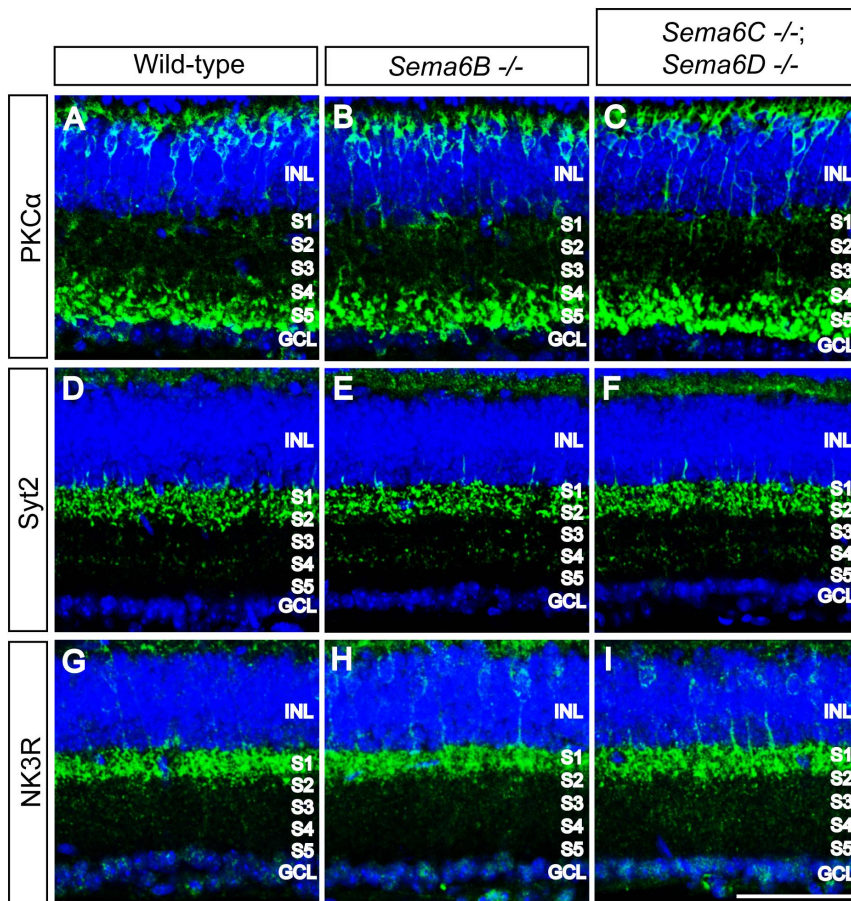 Wild-type
Sema6B -/-
Sema6C -/-;
Sema6D -/-
PKCα
A
INL
S1
S2
S3
S4
S5
GCL
B
INL
S1
S2
S3
S4
S5
GCL
C
INL
S1
S2
S3
S4
S5
GCL
Syt2
D
INL
S1
S2
S3
S4
S5
GCL
E
INL
S1
S2
S3
S4
S5
GCL
F
INL
S1
S2
S3
S4
S5
GCL
NK3R
G
INL
S1
S2
S3
S4
S5
GCL
H
INL
S1
S2
S3
S4
S5
GCL
I
INL
S1
S2
S3
S4
S5
GCL